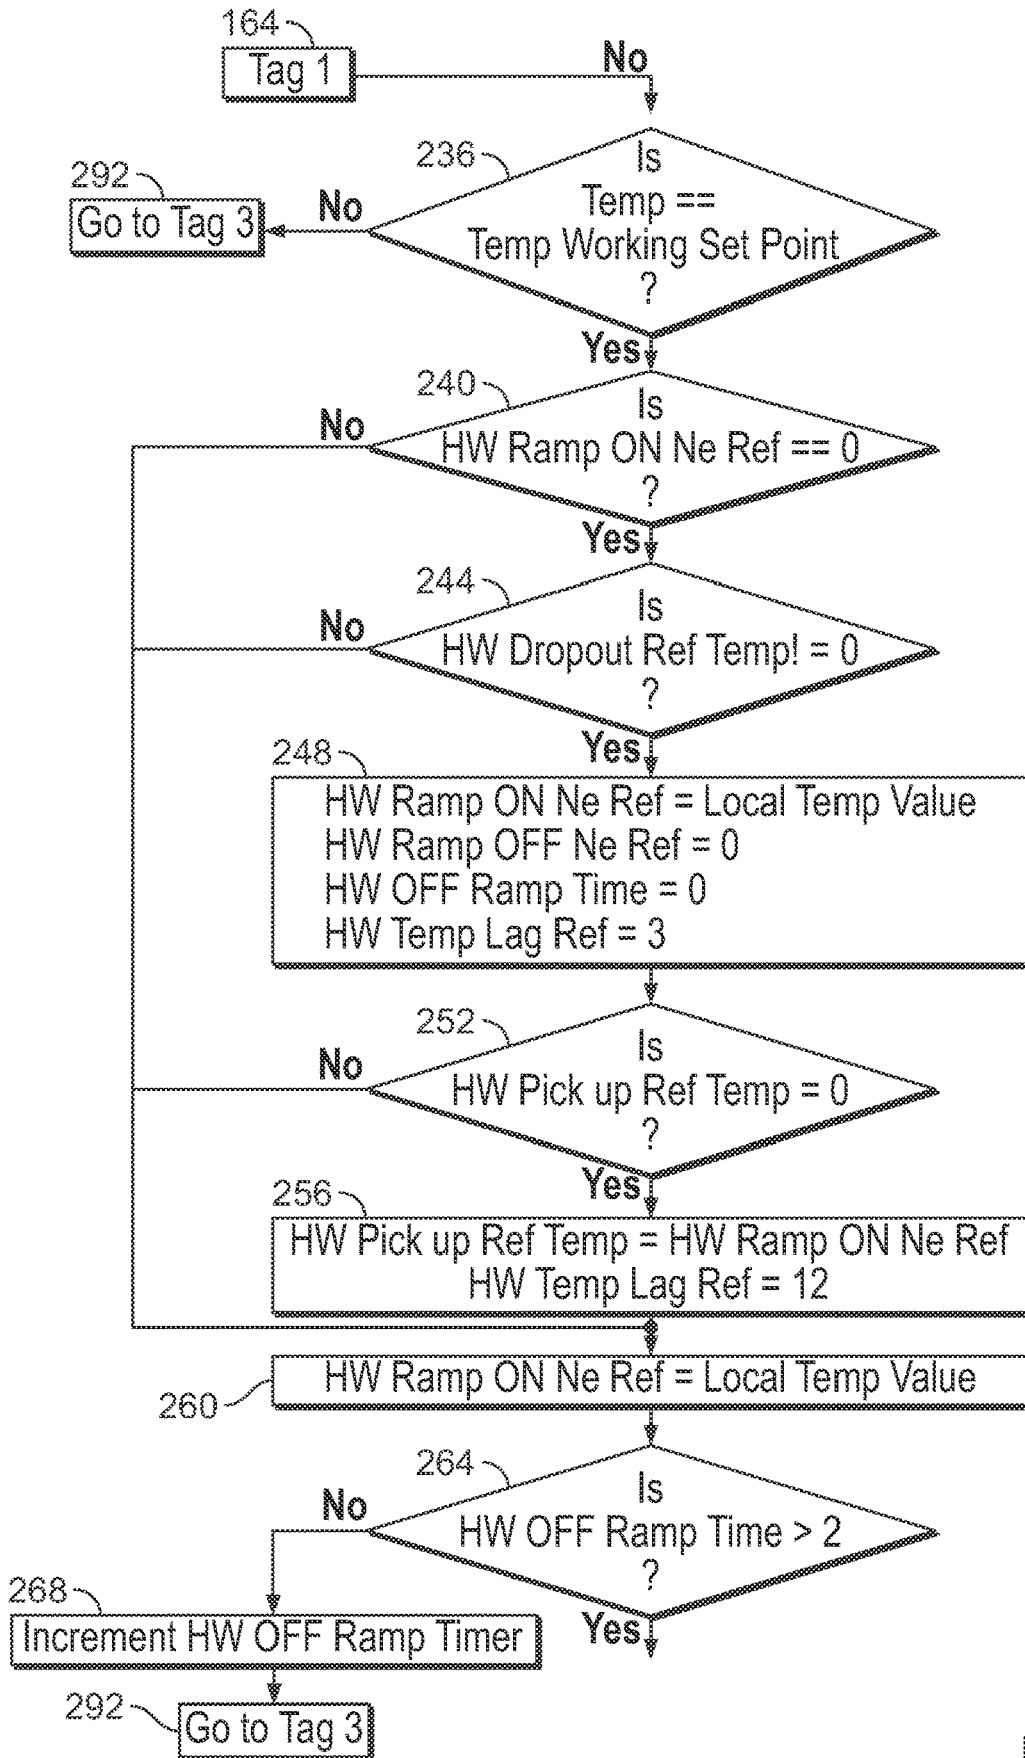 164
Tag 1
No
236
Is
Temp ==
Temp Working Set Point
?
No
292
Go to Tag 3
Yes
240
Is
HW Ramp ON Ne Ref == 0
?
No
Yes
244
Is
HW Dropout Ref Temp! = 0
?
No
Yes
248
HW Ramp ON Ne Ref = Local Temp Value
HW Ramp OFF Ne Ref = 0
HW OFF Ramp Time = 0
HW Temp Lag Ref = 3
252
Is
HW Pick up Ref Temp = 0
?
No
Yes
256
HW Pick up Ref Temp = HW Ramp ON Ne Ref
HW Temp Lag Ref = 12
HW Ramp ON Ne Ref = Local Temp Value
260
264
Is
HW OFF Ramp Time > 2
?
No
Yes
268
Increment HW OFF Ramp Timer
292
Go to Tag 3